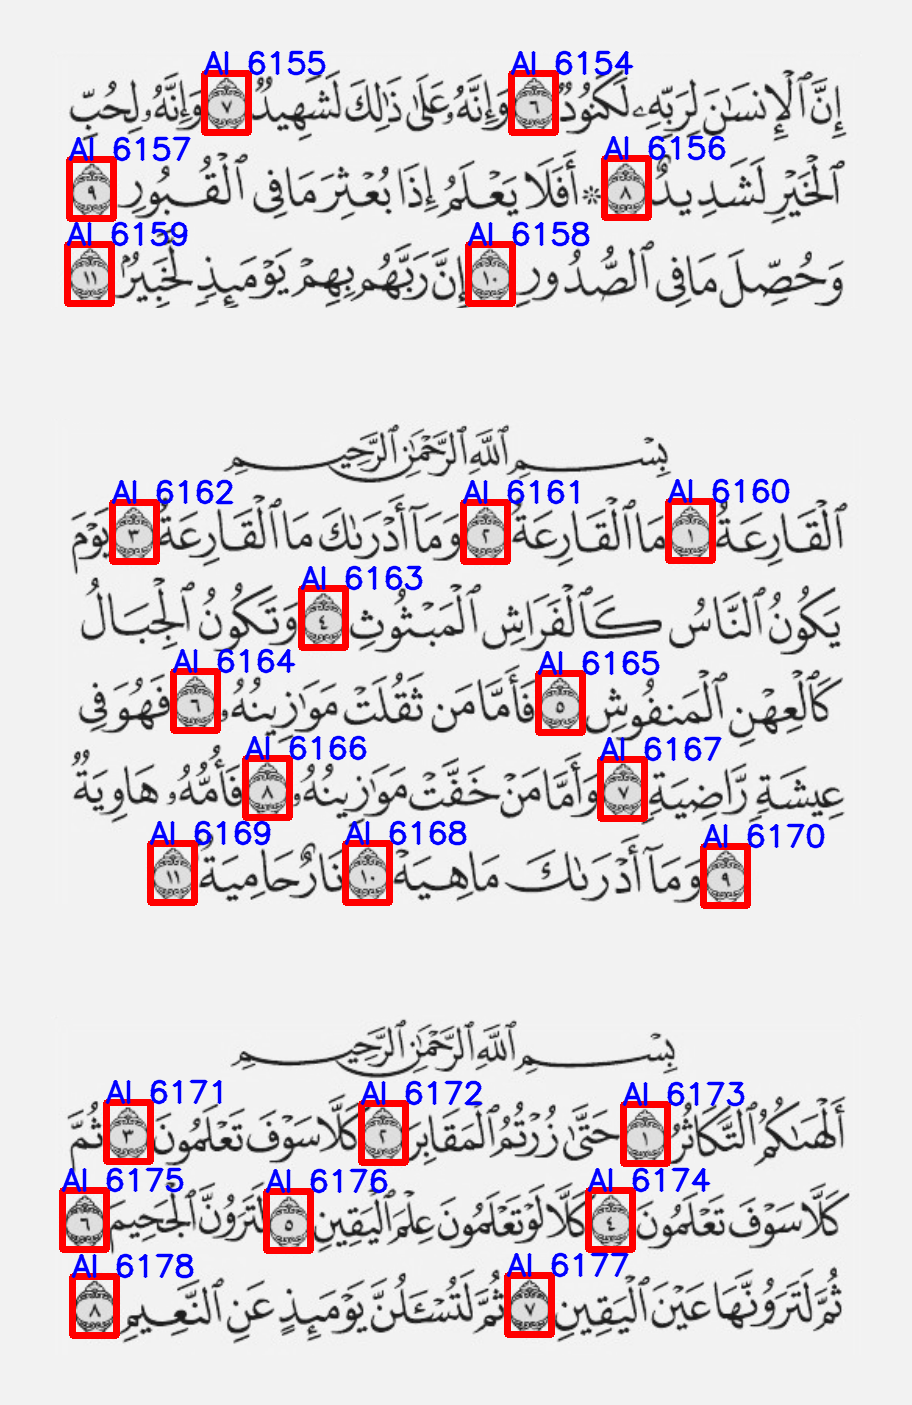 AI 6155 AI 6154
إِنَّ ٱلْإِنسَٰنَ لِرَبِّهِۦ لَكَنُودٌ ٦ وَإِنَّهُۥ عَلَىٰ ذَٰلِكَ لَشَهِيدٌ ٧ وَإِنَّهُۥ لِحُبِّ
AI 6157 AI 6156
ٱلْخَيْرِ لَشَدِيدٌ ٨ ۞ أَفَلَا يَعْلَمُ إِذَا بُعْثِرَ مَا فِى ٱلْقُبُورِ ٩
AI 6159 AI 6158
وَحُصِّلَ مَا فِى ٱلصُّدُورِ ١٠ إِنَّ رَبَّهُم بِهِمْ يَوْمَئِذٍ لَّخَبِيرٌۢ ١١
بِسْمِ ٱللَّهِ ٱلرَّحْمَٰنِ ٱلرَّحِيمِ
AI 6162 AI 6161 AI 6160
ٱلْقَارِعَةُ ١ مَا ٱلْقَارِعَةُ ٢ وَمَآ أَدْرَىٰكَ مَا ٱلْقَارِعَةُ ٣ يَوْمَ
AI 6163
يَكُونُ ٱلنَّاسُ كَٱلْفَرَاشِ ٱلْمَبْثُوثِ ٤ وَتَكُونُ ٱلْجِبَالُ
AI 6164 AI 6165
كَٱلْعِهْنِ ٱلْمَنفُوشِ ٥ فَأَمَّا مَن ثَقُلَتْ مَوَٰزِينُهُۥ ٦ فَهُوَ فِى
AI 6166 AI 6167
عِيشَةٍ رَّاضِيَةٍ ٧ وَأَمَّا مَنْ خَفَّتْ مَوَٰزِينُهُۥ ٨ فَأُمُّهُۥ هَاوِيَةٌ
AI 6169 AI 6168 AI 6170
٩ وَمَآ أَدْرَىٰكَ مَا هِيَهْ ١٠ نَارٌ حَامِيَةٌۢ ١١
بِسْمِ ٱللَّهِ ٱلرَّحْمَٰنِ ٱلرَّحِيمِ
AI 6171 AI 6172 AI 6173
أَلْهَىٰكُمُ ٱلتَّكَاثُرُ ١ حَتَّىٰ زُرْتُمُ ٱلْمَقَابِرَ ٢ كَلَّا سَوْفَ تَعْلَمُونَ ٣ ثُمَّ
AI 6175 AI 6176 AI 6174
كَلَّا سَوْفَ تَعْلَمُونَ ٤ كَلَّا لَوْ تَعْلَمُونَ عِلْمَ ٱلْيَقِينِ ٥ لَتَرَوُنَّ ٱلْجَحِيمَ ٦
AI 6178 AI 6177
ثُمَّ لَتَرَوُنَّهَا عَيْنَ ٱلْيَقِينِ ٧ ثُمَّ لَتُسْـَٔلُنَّ يَوْمَئِذٍ عَنِ ٱلنَّعِيمِ ٨